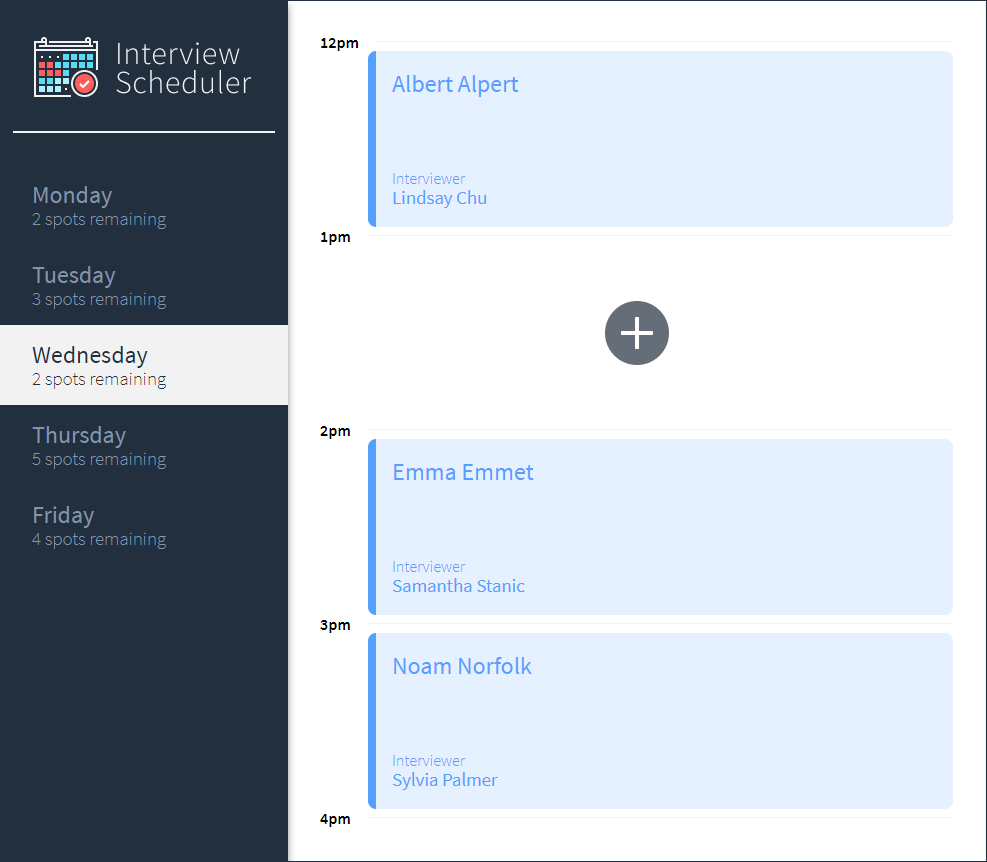 Interview
Scheduler
Monday
2 spots remaining
Tuesday
3 spots remaining
Wednesday
2 spots remaining
Thursday
5 spots remaining
Friday
4 spots remaining
12pm
Albert Alpert
Interviewer
Lindsay Chu
1pm
2pm
Emma Emmet
Interviewer
Samantha Stanic
3pm
Noam Norfolk
Interviewer
Sylvia Palmer
4pm